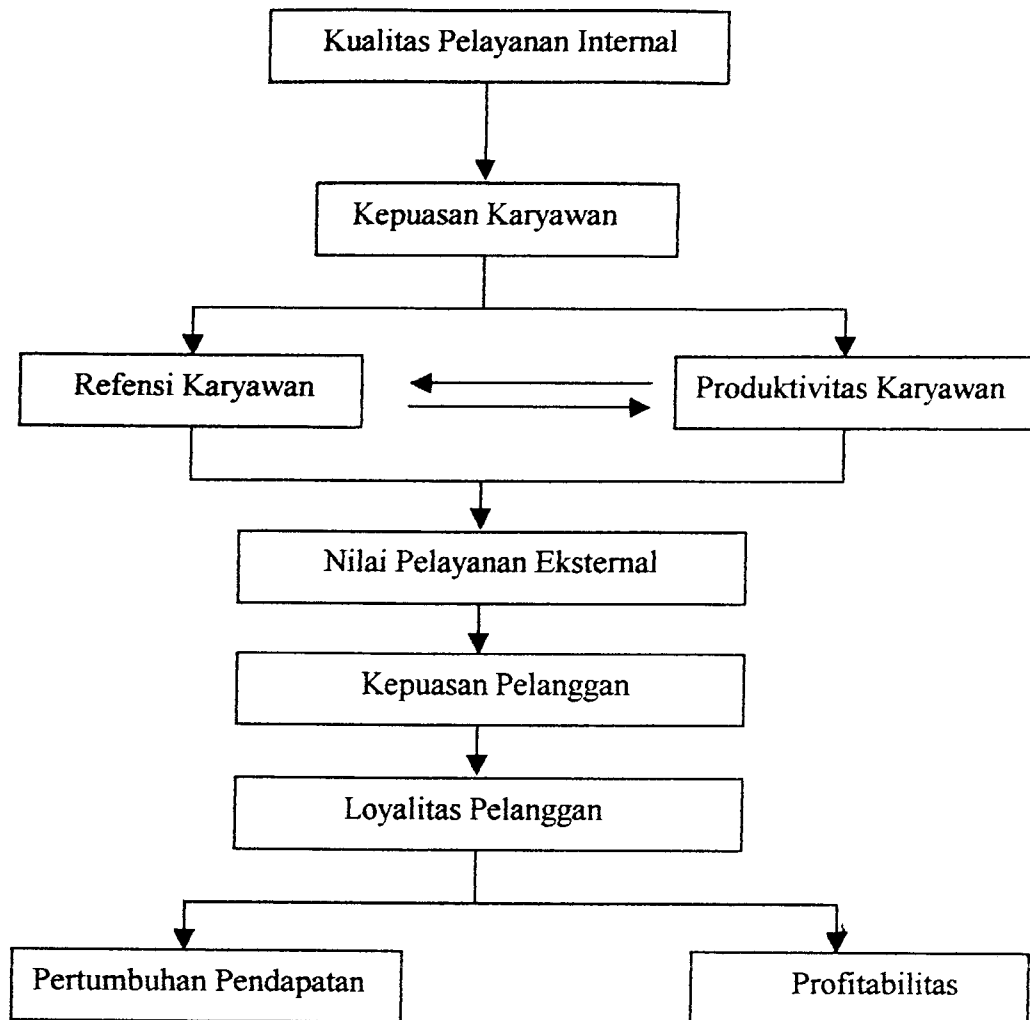 Kualitas Pelayanan Internal
Kepuasan Karyawan
Refensi Karyawan
Produktivitas Karyawan
Nilai Pelayanan Eksternal
Kepuasan Pelanggan
Loyalitas Pelanggan
Pertumbuhan Pendapatan
Profitabilitas